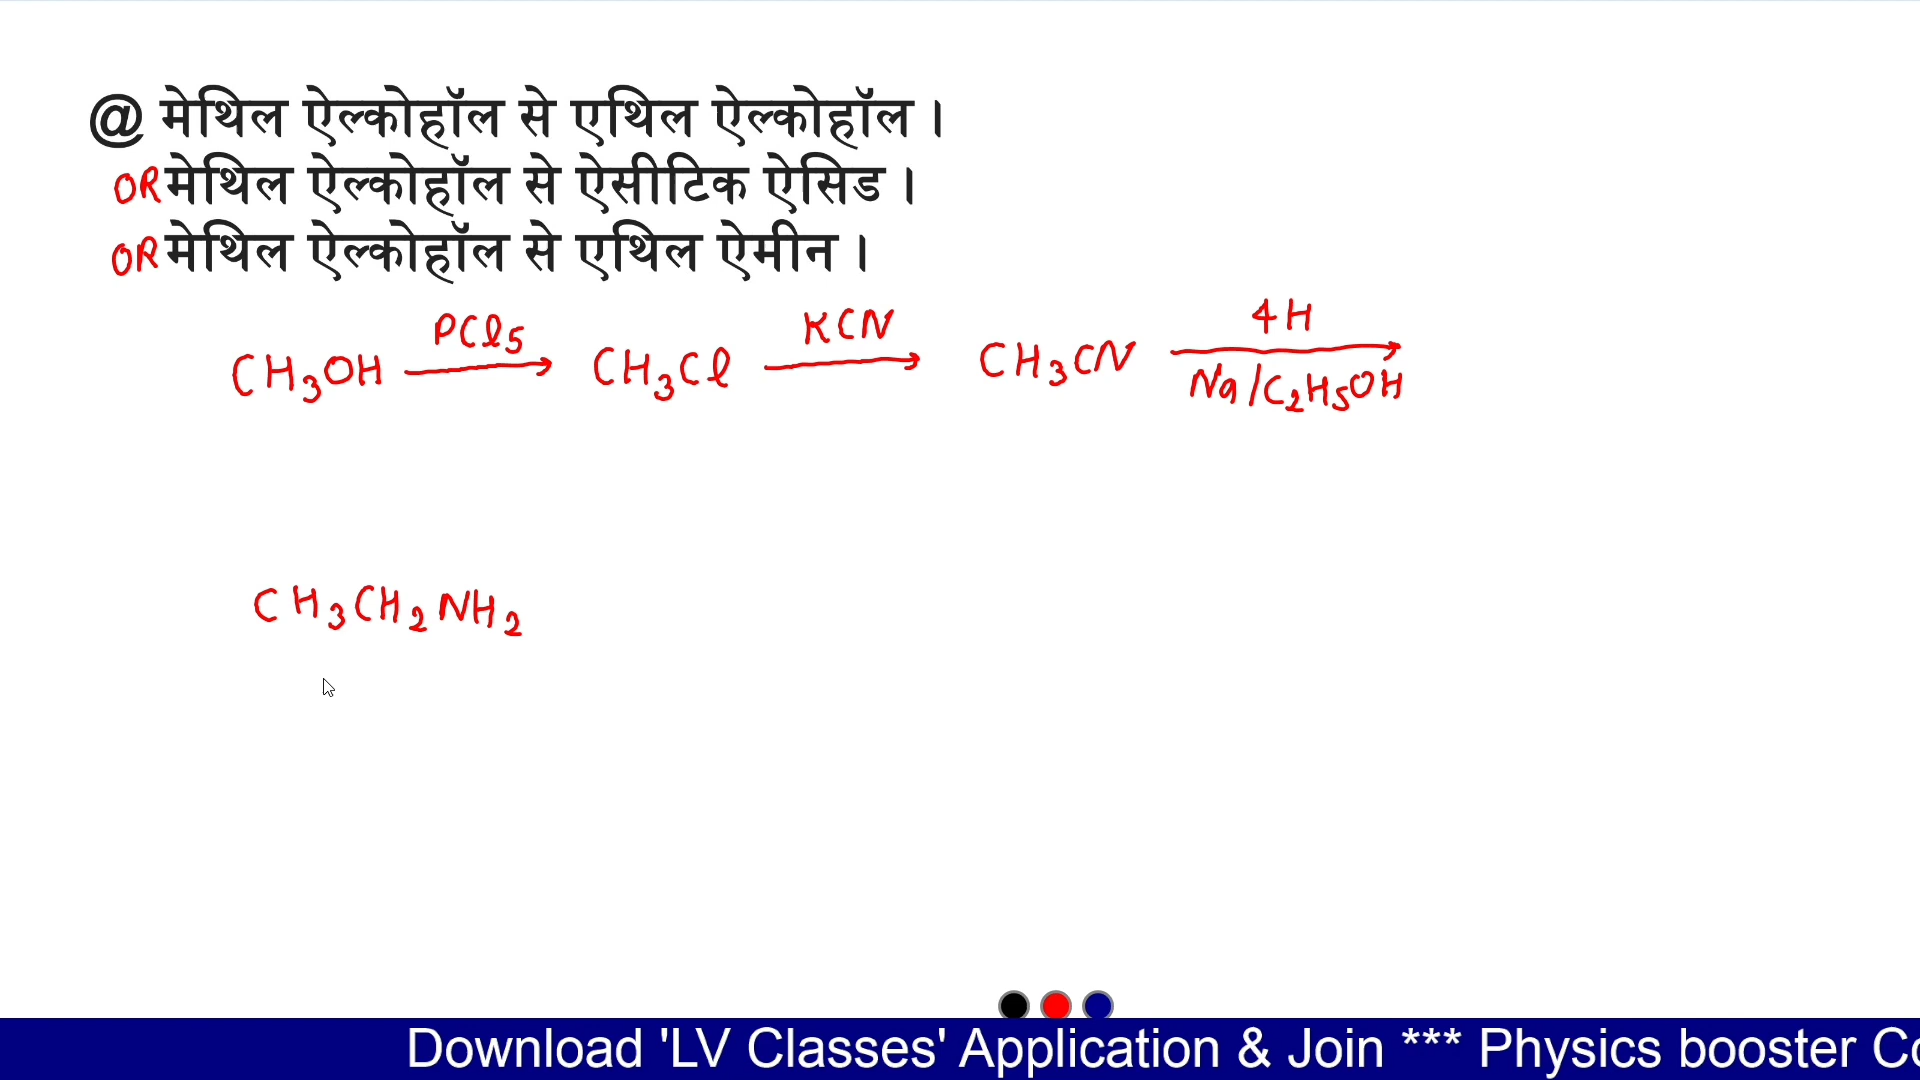 @ मेथिल ऐल्कोहॉल से एथिल ऐल्कोहॉल ।
OR मेथिल ऐल्कोहॉल से ऐसीटिक ऐसिड ।
OR मेथिल ऐल्कोहॉल से एथिल ऐमीन ।
PCl5 KCN 4H
CH3OH → CH3Cl → CH3CN →
Na/C2H5OH
CH3CH2NH2
Download 'LV Classes' Application & Join *** Physics booster